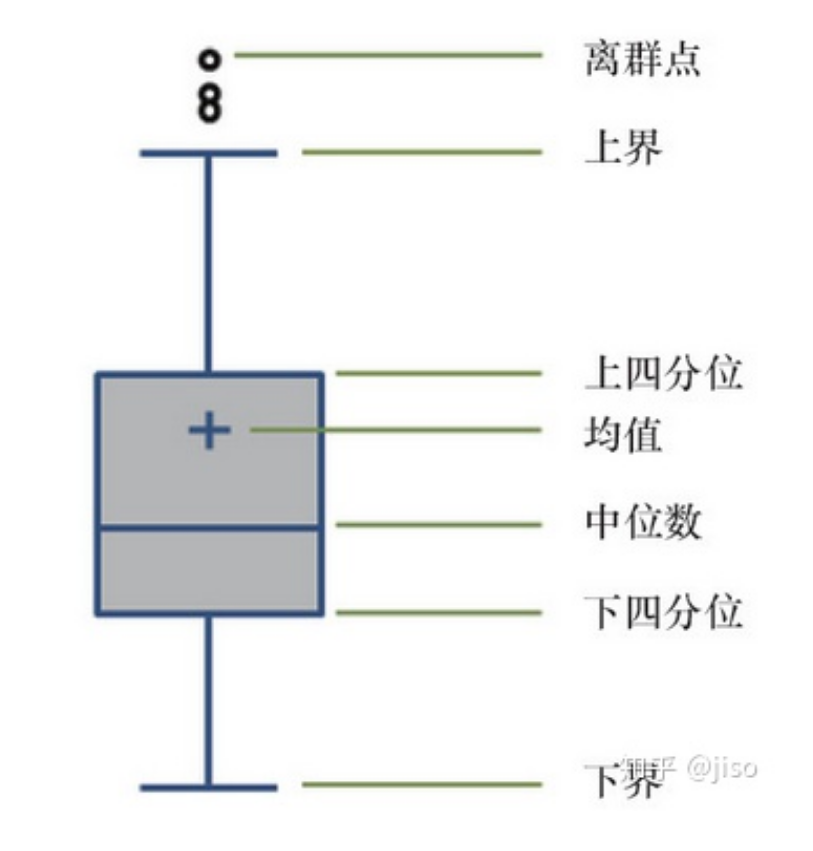 离群点
上界
上四分位
均值
中位数
下四分位
知乎 @jiso
下界